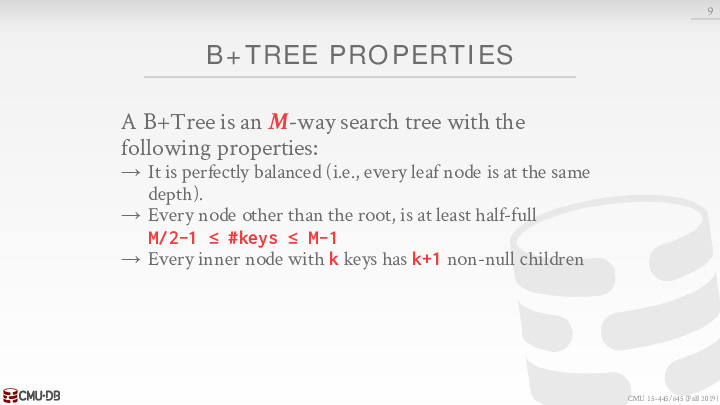 9
B+TREE PROPERTIES
A B+Tree is an M-way search tree with the
following properties:
→ It is perfectly balanced (i.e., every leaf node is at the same
depth).
→ Every node other than the root, is at least half-full
M/2-1 ≤ #keys ≤ M-1
→ Every inner node with k keys has k+1 non-null children
CMU·DB
CMU 15-445/645 (Fall 2019)